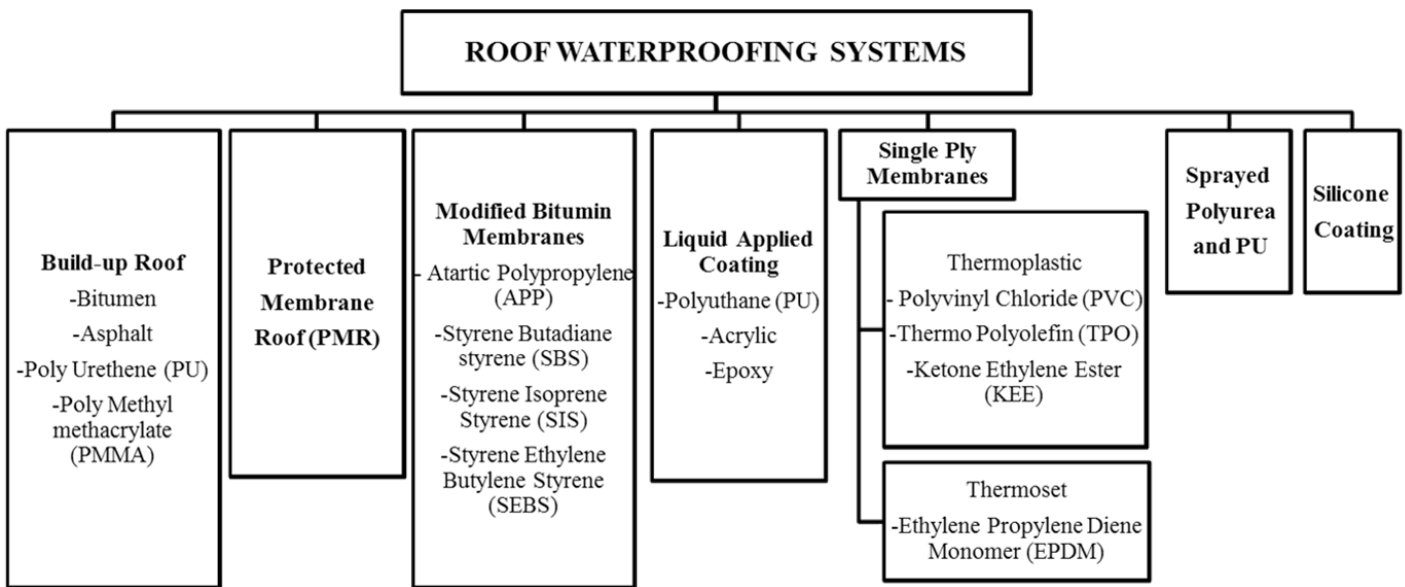 ROOF WATERPROOFING SYSTEMS
Build-up Roof
-Bitumen
-Asphalt
-Poly Urethene (PU)
-Poly Methyl
methacrylate
(PMMA)
Protected
Membrane
Roof (PMR)
Modified Bitumin
Membranes
- Atartic Polypropylene
(APP)
-Styrene Butadiane
styrene (SBS)
-Styrene Isoprene
Styrene (SIS)
-Styrene Ethylene
Butylene Styrene
(SEBS)
Liquid Applied
Coating
-Polyuthane (PU)
-Acrylic
-Epoxy
Single Ply
Membranes
Thermoplastic
- Polyvinyl Chloride (PVC)
-Thermo Polyolefin (TPO)
-Ketone Ethylene Ester
(KEE)
Thermoset
-Ethylene Propylene Diene
Monomer (EPDM)
Sprayed
Polyurea
and PU
Silicone
Coating